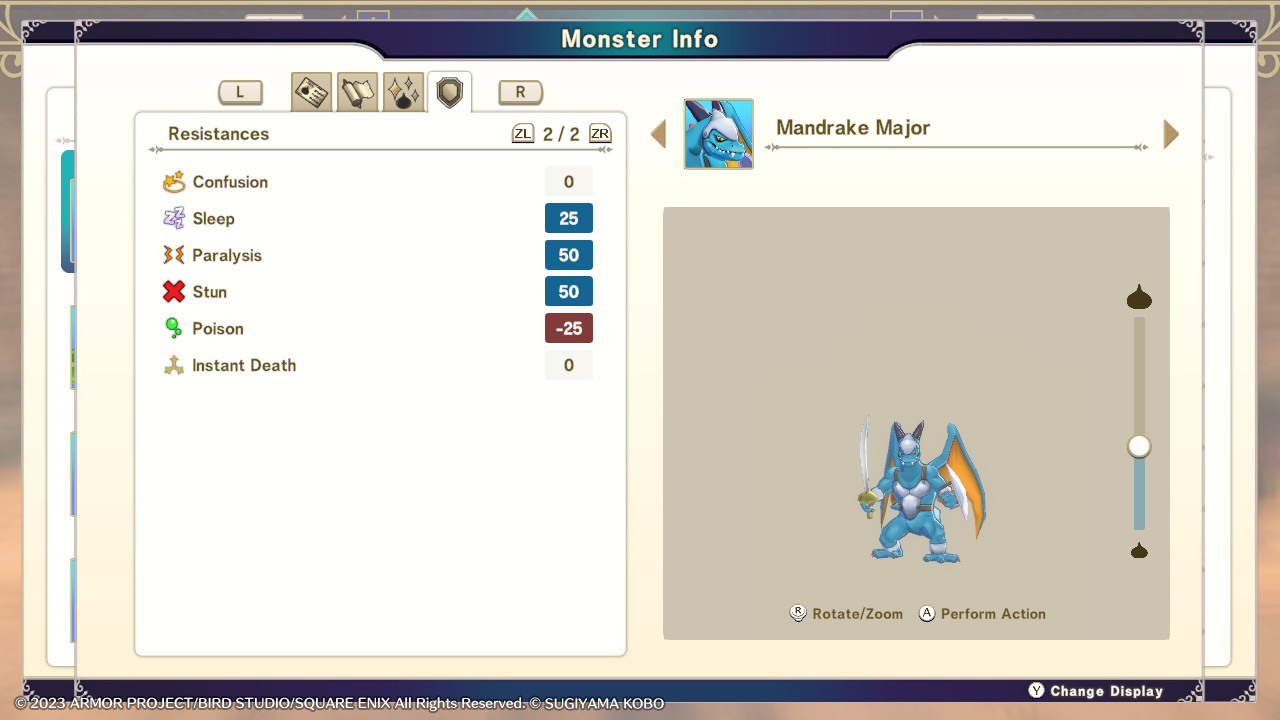 Monster Info
L
R
Resistances ZL 2 / 2 ZR
Confusion 0
Sleep 25
Paralysis 50
Stun 50
Poison -25
Instant Death 0
Mandrake Major
R Rotate/Zoom A Perform Action
Y Change Display
© 2023 ARMOR PROJECT/BIRD STUDIO/SQUARE ENIX All Rights Reserved. © SUGIYAMA KOBO